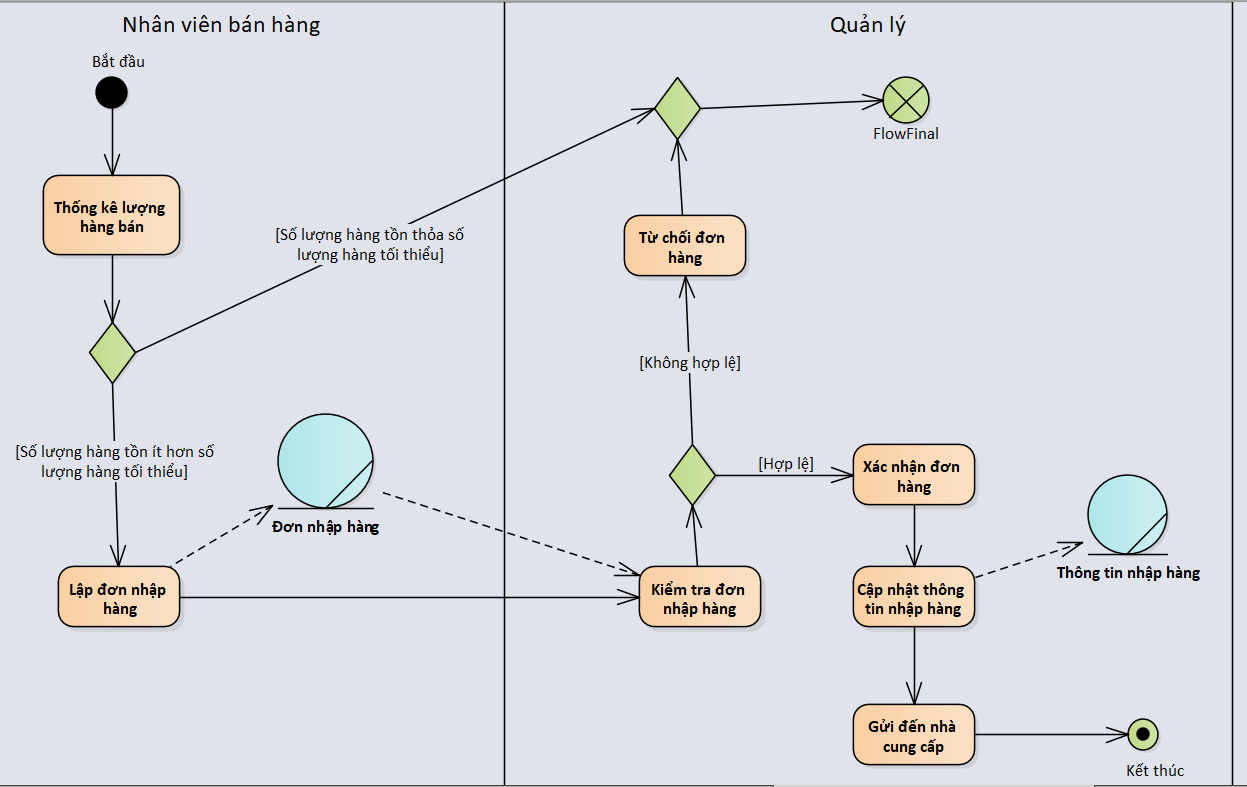 Nhân viên bán hàng
Bắt đầu
Thống kê lượng
hàng bán
[Số lượng hàng tồn thỏa số
lượng hàng tối thiểu]
[Số lượng hàng tồn ít hơn số
lượng hàng tối thiểu]
Đơn nhập hàng
Lập đơn nhập
hàng
Quản lý
FlowFinal
Từ chối đơn
hàng
[Không hợp lệ]
[Hợp lệ]
Xác nhận đơn
hàng
Kiểm tra đơn
nhập hàng
Cập nhật thông
tin nhập hàng
Thông tin nhập hàng
Gửi đến nhà
cung cấp
Kết thúc